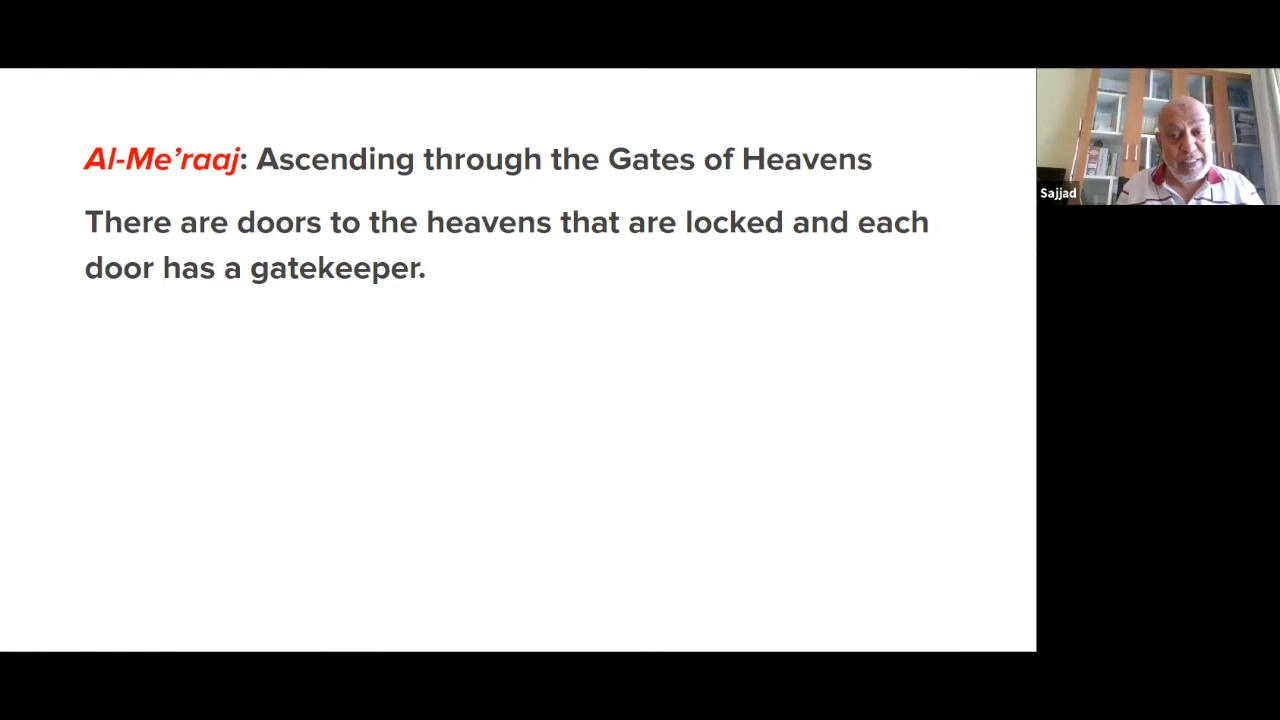 Al-Me’raaj: Ascending through the Gates of Heavens
There are doors to the heavens that are locked and each
door has a gatekeeper.
Sajjad